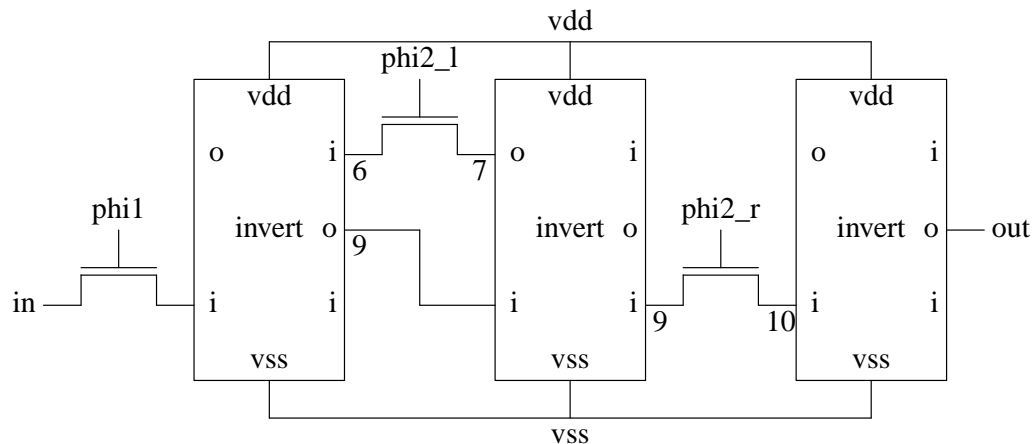 vdd
phi2_l
vdd vdd vdd
o i o i o i
6 7
phi1 invert o invert o phi2_r invert o out
9
in i i i i i i
9 10
vss vss vss
vss